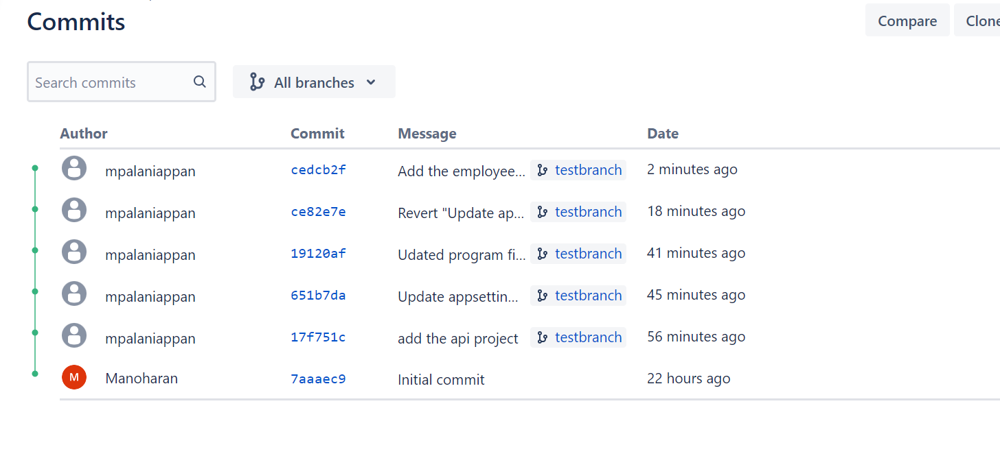 Commits Compare Clone
Search commits All branches
Author Commit Message Date
mpalaniappan cedcb2f Add the employee... testbranch 2 minutes ago
mpalaniappan ce82e7e Revert "Update ap... testbranch 18 minutes ago
mpalaniappan 19120af Udated program fi... testbranch 41 minutes ago
mpalaniappan 651b7da Update appsettin... testbranch 45 minutes ago
mpalaniappan 17f751c add the api project testbranch 56 minutes ago
M Manoharan 7aaaec9 Initial commit 22 hours ago